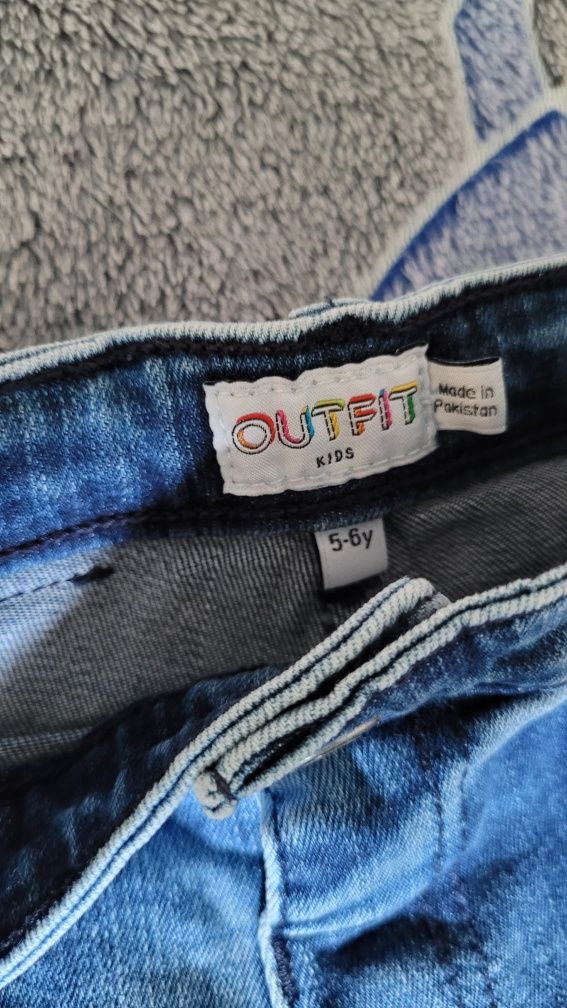 OUTFIT
KIDS
Made in
Pakistan
5-6y